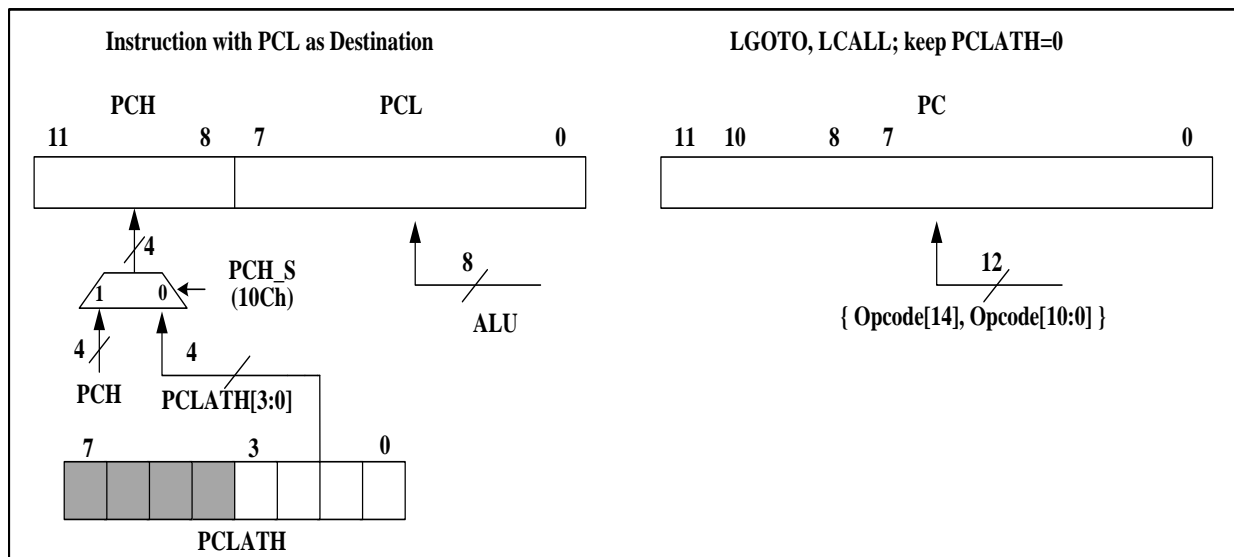 Instruction with PCL as Destination
LGOTO, LCALL; keep PCLATH=0
PCH
PCL
PC
11
8
7
0
11
10
8
7
0
4
1
0
PCH_S
(10Ch)
8
12
ALU
{ Opcode[14], Opcode[10:0] }
4
4
PCH
PCLATH[3:0]
7
3
0
PCLATH